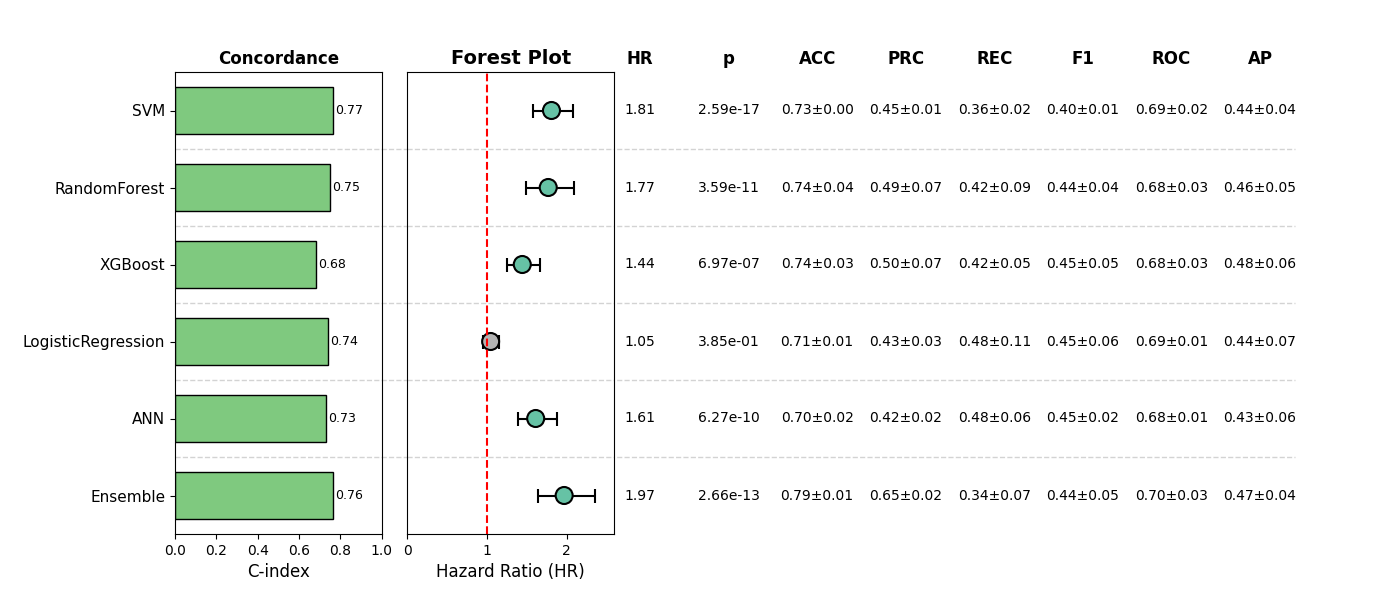 Concordance Forest Plot HR p ACC PRC REC F1 ROC AP
SVM 0.77 1.81 2.59e-17 0.73±0.00 0.45±0.01 0.36±0.02 0.40±0.01 0.69±0.02 0.44±0.04
RandomForest 0.75 1.77 3.59e-11 0.74±0.04 0.49±0.07 0.42±0.09 0.44±0.04 0.68±0.03 0.46±0.05
XGBoost 0.68 1.44 6.97e-07 0.74±0.03 0.50±0.07 0.42±0.05 0.45±0.05 0.68±0.03 0.48±0.06
LogisticRegression 0.74 1.05 3.85e-01 0.71±0.01 0.43±0.03 0.48±0.11 0.45±0.06 0.69±0.01 0.44±0.07
ANN 0.73 1.61 6.27e-10 0.70±0.02 0.42±0.02 0.48±0.06 0.45±0.02 0.68±0.01 0.43±0.06
Ensemble 0.76 1.97 2.66e-13 0.79±0.01 0.65±0.02 0.34±0.07 0.44±0.05 0.70±0.03 0.47±0.04
0.0 0.2 0.4 0.6 0.8 1.0 0 1 2
C-index Hazard Ratio (HR)